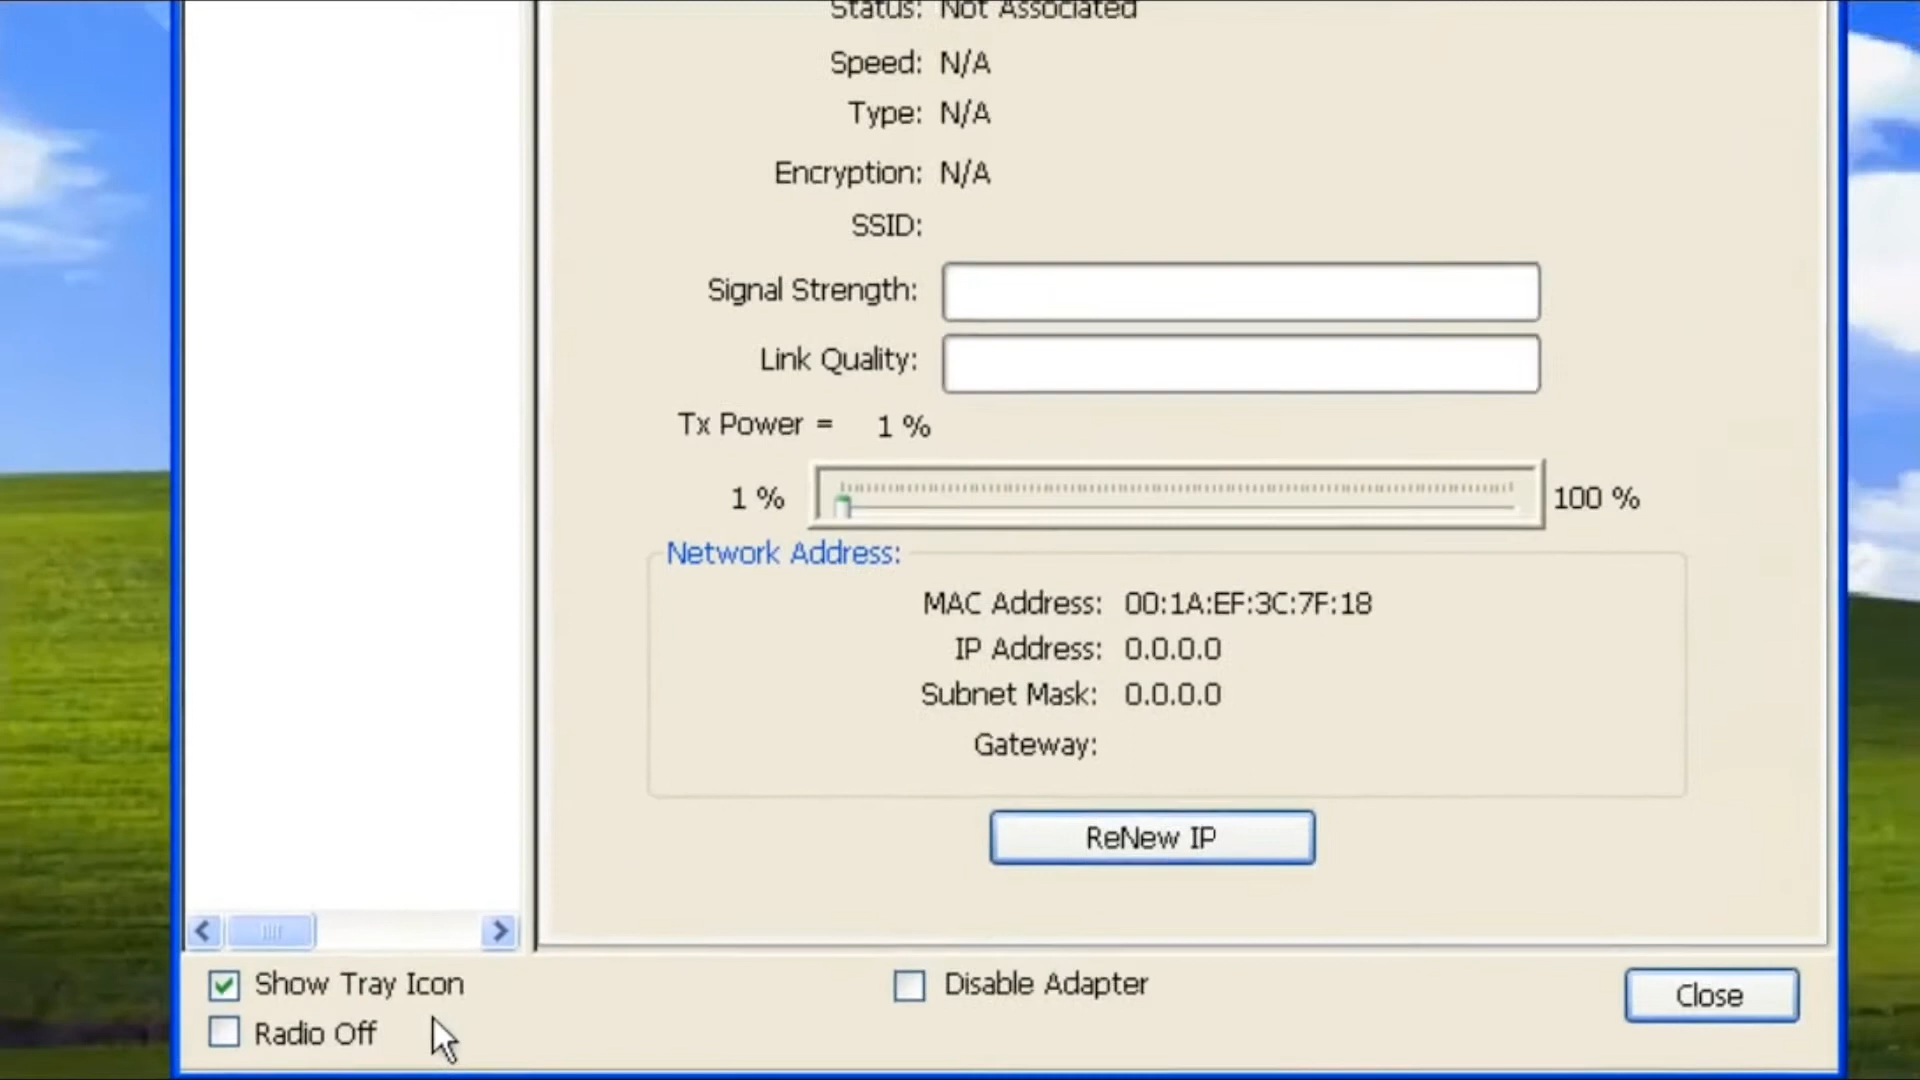 Status: Not Associated
Speed: N/A
Type: N/A
Encryption: N/A
SSID:
Signal Strength:
Link Quality:
Tx Power = 1 %
1 % 100 %
Network Address:
MAC Address: 00:1A:EF:3C:7F:18
IP Address: 0.0.0.0
Subnet Mask: 0.0.0.0
Gateway:
ReNew IP
Show Tray Icon
Disable Adapter
Close
Radio Off